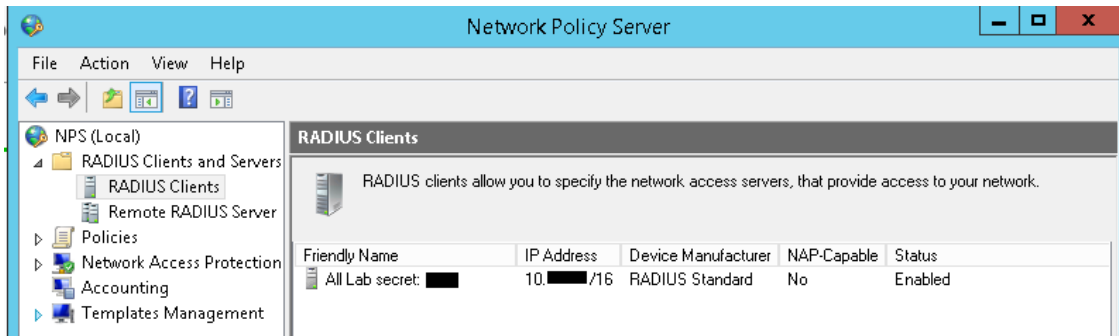 Network Policy Server
File Action View Help
NPS (Local)
RADIUS Clients and Servers
RADIUS Clients
Remote RADIUS Server
Policies
Network Access Protection
Accounting
Templates Management
RADIUS Clients
RADIUS clients allow you to specify the network access servers, that provide access to your network.
Friendly Name IP Address Device Manufacturer NAP-Capable Status
All Lab secret: 10. /16 RADIUS Standard No Enabled